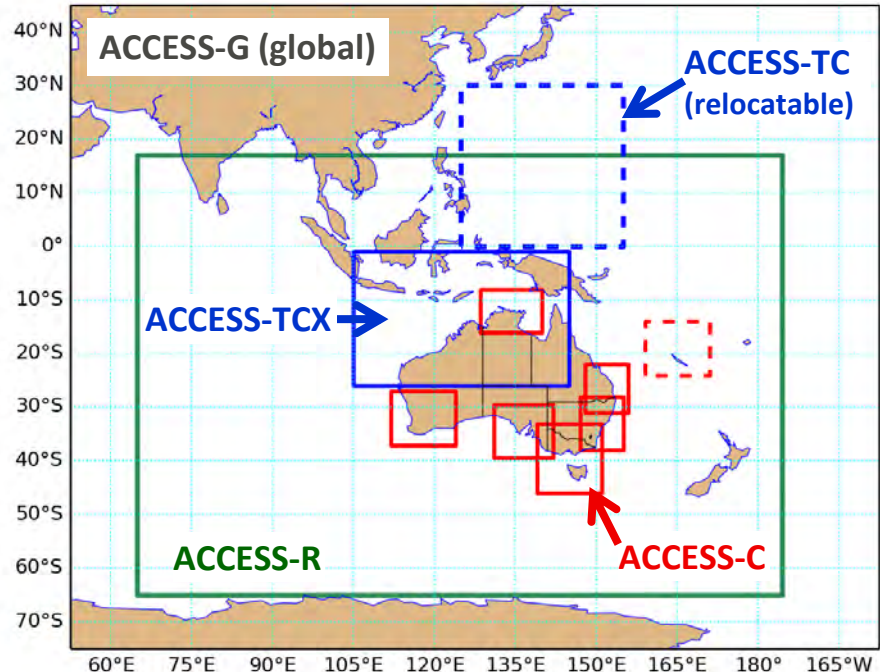 40°N
ACCESS-G (global)
ACCESS-TC
30°N
(relocatable)
20°N
10°N
0°
10°S
ACCESS-TCX
20°S
30°S
40°S
50°S
ACCESS-R
ACCESS-C
60°S
70°S
60°E 75°E 90°E 105°E 120°E 135°E 150°E 165°E 180° 165°W